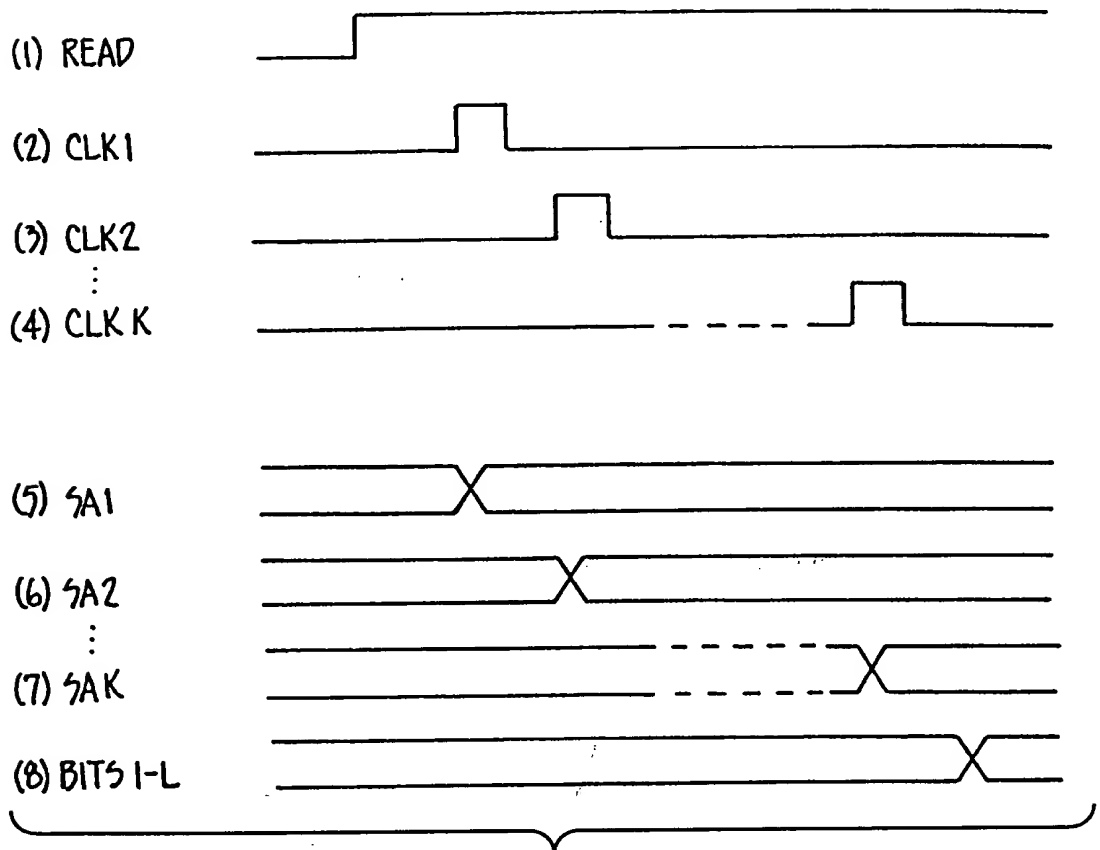 (1) READ
(2) CLK1
(3) CLK2
⋮
(4) CLK K
(5) SA1
(6) SA2
⋮
(7) SAK
(8) BITS 1-L